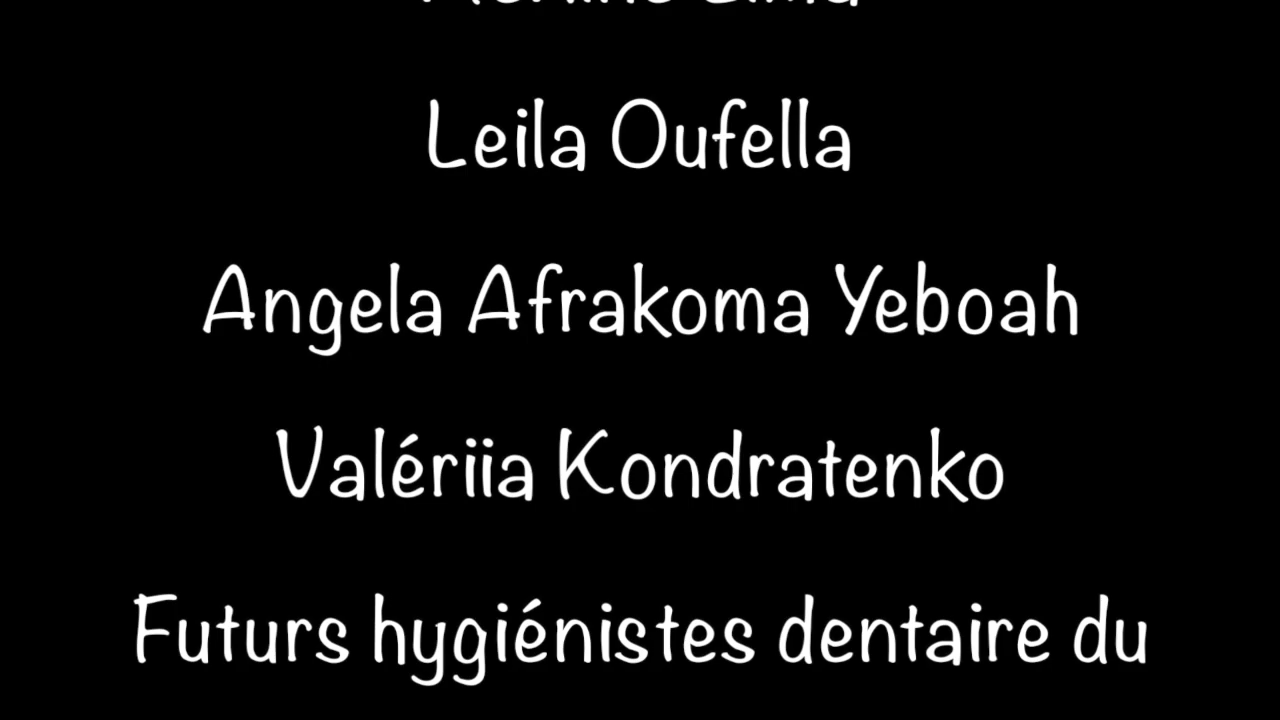 Leila Oufella
Angela Afrakoma Yeboah
Valériia Kondratenko
Futurs hygiénistes dentaire du